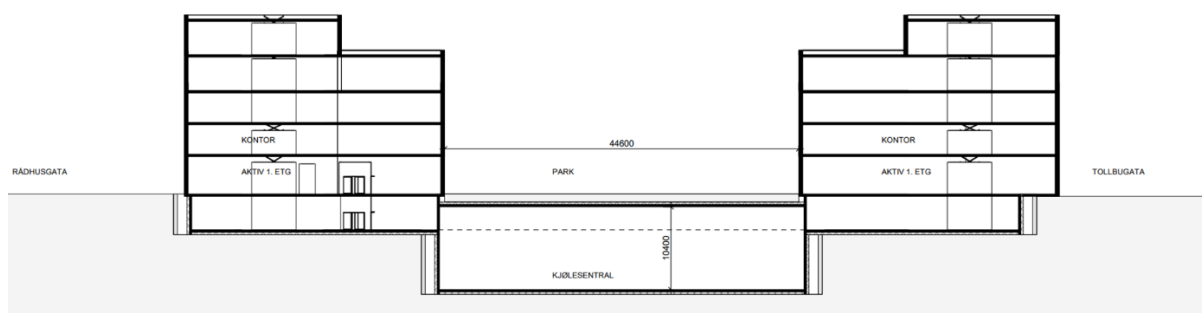 KONTOR
KONTOR
44600
RÅDHUSGATA
AKTIV 1. ETG
PARK
AKTIV 1. ETG
TOLLBUGATA
10400
KJØLESENTRAL